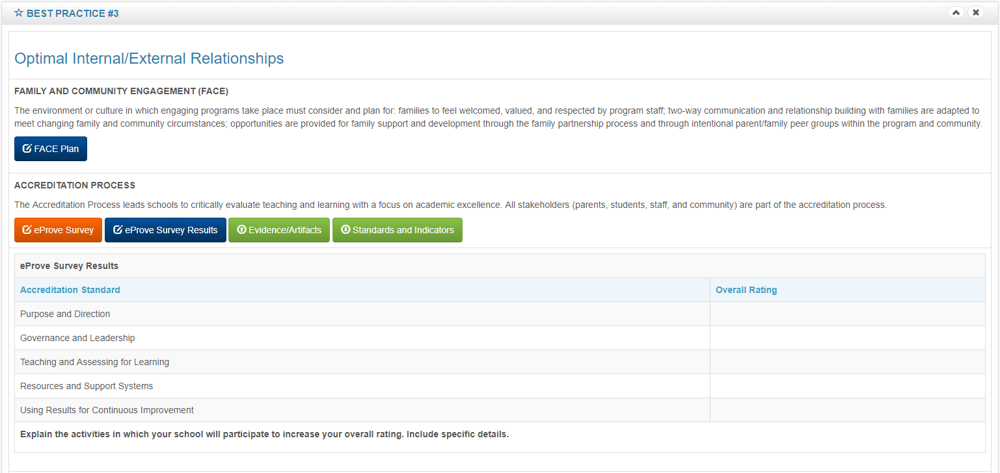 BEST PRACTICE #3
Optimal Internal/External Relationships
FAMILY AND COMMUNITY ENGAGEMENT (FACE)
The environment or culture in which engaging programs take place must consider and plan for: families to feel welcomed, valued, and respected by program staff; two-way communication and relationship building with families are adapted to
meet changing family and community circumstances; opportunities are provided for family support and development through the family partnership process and through intentional parent/family peer groups within the program and community.
FACE Plan
ACCREDITATION PROCESS
The Accreditation Process leads schools to critically evaluate teaching and learning with a focus on academic excellence. All stakeholders (parents, students, staff, and community) are part of the accreditation process.
eProve Survey eProve Survey Results Evidence/Artifacts Standards and Indicators
eProve Survey Results
Accreditation Standard Overall Rating
Purpose and Direction
Governance and Leadership
Teaching and Assessing for Learning
Resources and Support Systems
Using Results for Continuous Improvement
Explain the activities in which your school will participate to increase your overall rating. Include specific details.